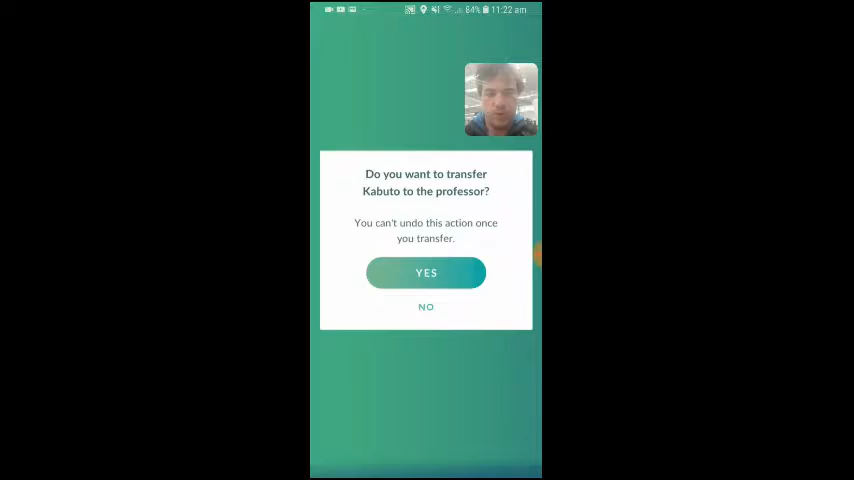 84% 11:22 am
Do you want to transfer
Kabuto to the professor?
You can't undo this action once
you transfer.
YES
NO